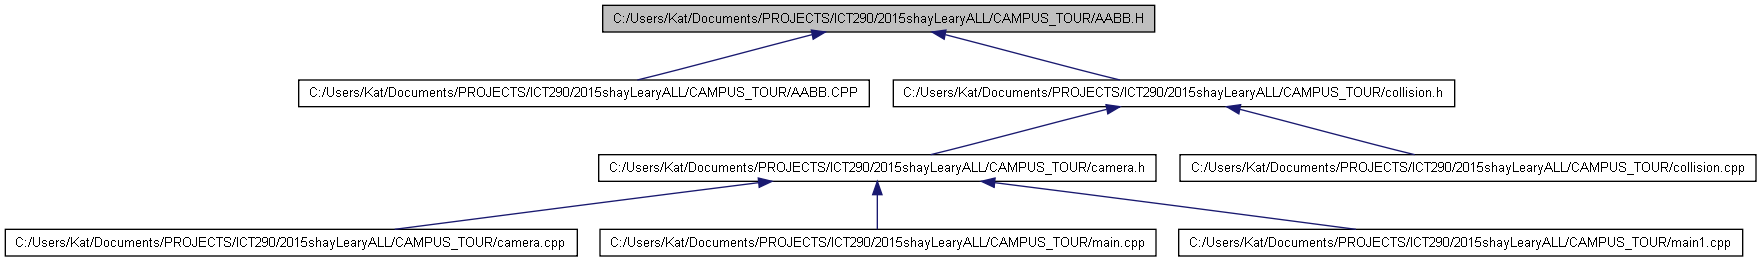 C:/Users/Kat/Documents/PROJECTS/ICT290/2015shayLearyALL/CAMPUS_TOUR/AABB.H
C:/Users/Kat/Documents/PROJECTS/ICT290/2015shayLearyALL/CAMPUS_TOUR/AABB.CPP
C:/Users/Kat/Documents/PROJECTS/ICT290/2015shayLearyALL/CAMPUS_TOUR/collision.h
C:/Users/Kat/Documents/PROJECTS/ICT290/2015shayLearyALL/CAMPUS_TOUR/camera.h
C:/Users/Kat/Documents/PROJECTS/ICT290/2015shayLearyALL/CAMPUS_TOUR/collision.cpp
C:/Users/Kat/Documents/PROJECTS/ICT290/2015shayLearyALL/CAMPUS_TOUR/camera.cpp
C:/Users/Kat/Documents/PROJECTS/ICT290/2015shayLearyALL/CAMPUS_TOUR/main.cpp
C:/Users/Kat/Documents/PROJECTS/ICT290/2015shayLearyALL/CAMPUS_TOUR/main1.cpp